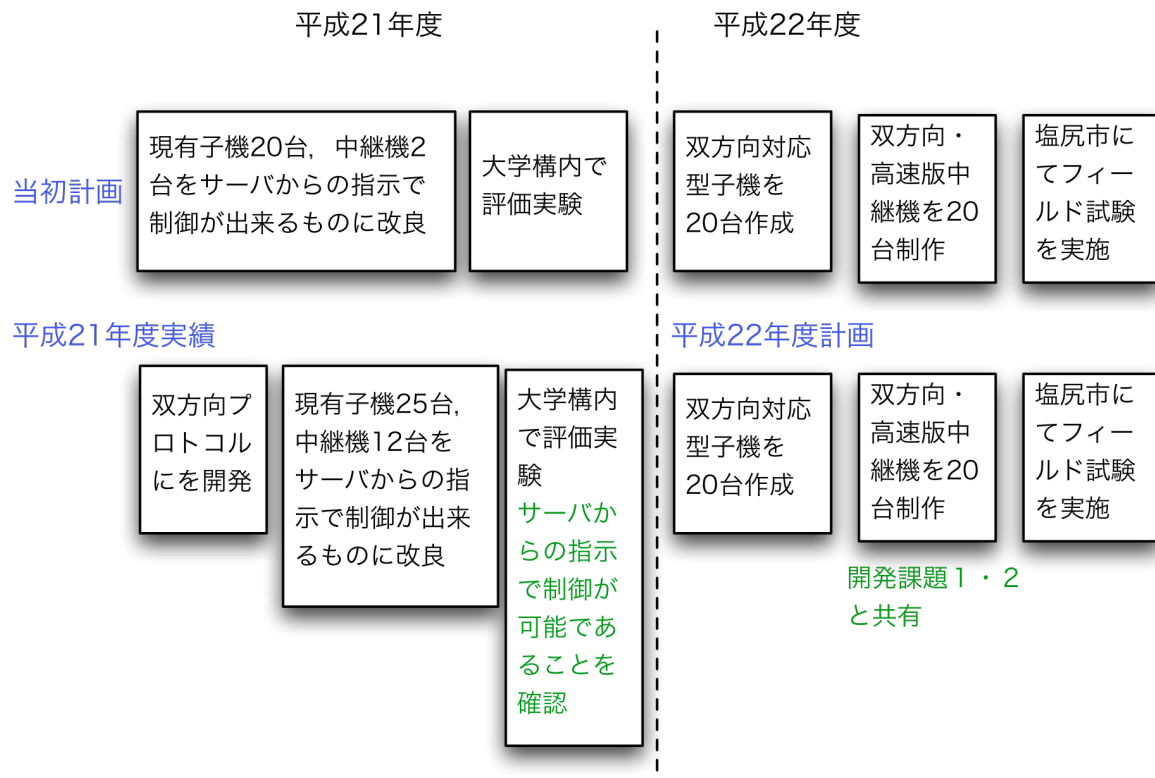 平成21年度
平成22年度
当初計画
現有子機20台，中継機2
台をサーバからの指示で
制御が出来るものに改良
大学構内で
評価実験
双方向対応
型子機を
20台作成
双方向・
高速版中
継機を20
台制作
塩尻市に
てフィー
ルド試験
を実施
平成21年度実績
平成22年度計画
双方向プ
ロトコル
にを開発
現有子機25台，
中継機12台を
サーバからの指
示で制御が出来
るものに改良
大学構内
で評価実
験
サーバか
らの指示
で制御が
可能であ
ることを
確認
双方向対応
型子機を
20台作成
双方向・
高速版中
継機を20
台制作
塩尻市に
てフィー
ルド試験
を実施
開発課題１・２
と共有